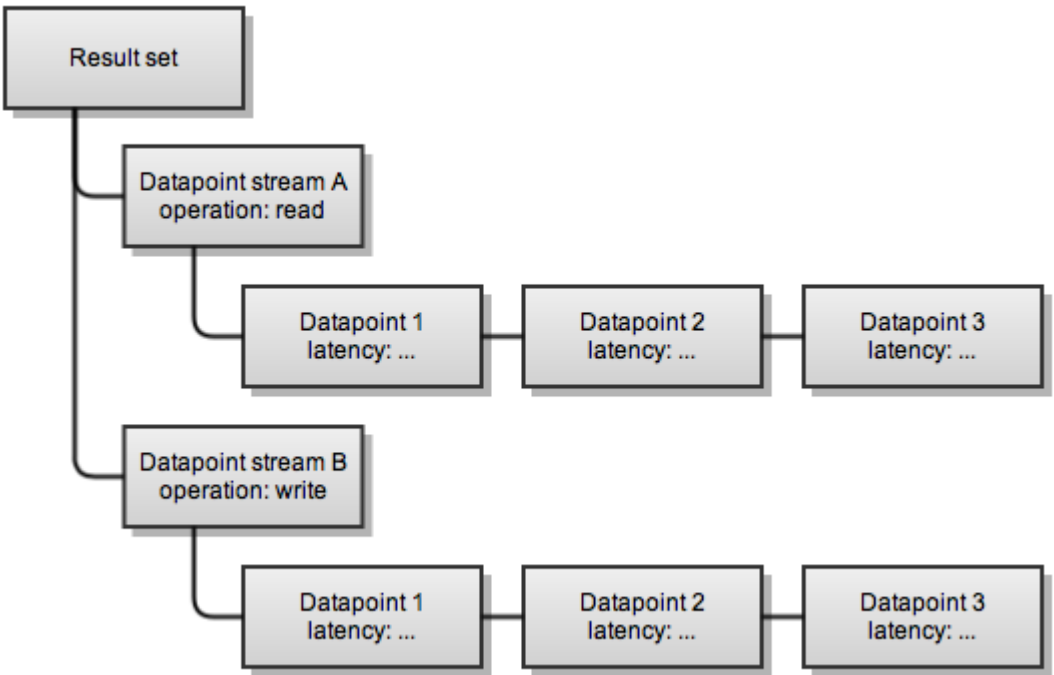 Result set
Datapoint stream A
operation: read
Datapoint 1
latency: ...
Datapoint 2
latency: ...
Datapoint 3
latency: ...
Datapoint stream B
operation: write
Datapoint 1
latency: ...
Datapoint 2
latency: ...
Datapoint 3
latency: ...